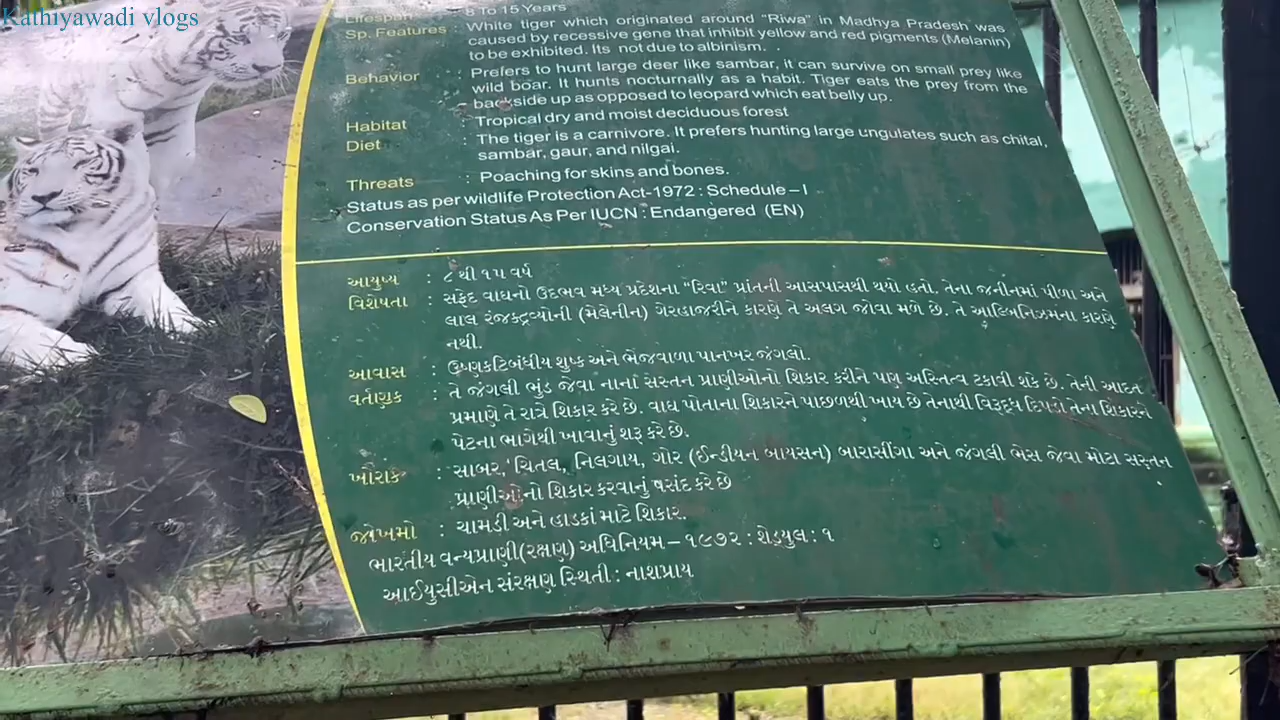 Kathiyawadi vlogs
Lifespan : 8 To 15 Years
Sp. Features : White tiger which originated around “Riwa” in Madhya Pradesh was
caused by recessive gene that inhibit yellow and red pigments (Melanin)
to be exhibited. Its not due to albinism. .
Behavior : Prefers to hunt large deer like sambar, it can survive on small prey like
wild boar. It hunts nocturnally as a habit. Tiger eats the prey from the
backside up as opposed to leopard which eat belly up.
Habitat : Tropical dry and moist deciduous forest
Diet : The tiger is a carnivore. It prefers hunting large ungulates such as chital,
sambar, gaur, and nilgai.
Threats : Poaching for skins and bones.
Status as per wildlife Protection Act-1972 : Schedule – I
Conservation Status As Per IUCN : Endangered (EN)
આયુષ્ય : ૮ થી ૧૫ વર્ષ
વિશેષતા : સફેદ વાઘનો ઉદભવ મધ્ય પ્રદેશના “રિવા” પ્રાંતની આસપાસથી થયો હતો. તેના જનીનમાં પીળા અને
લાલ રંજકદ્રવ્યોની (મેલેનીન) ગેરહાજરીને કારણે તે અલગ જોવા મળે છે. તે આલ્બિનિઝમના કારણે
નથી.
આવાસ : ઉષ્ણકટિબંધીય શુષ્ક અને ભેજવાળા પાનખર જંગલો.
વર્તણુક : તે જંગલી ભુંડ જેવા નાના સસ્તન પ્રાણીઓનો શિકાર કરીને પણ અસ્તિત્વ ટકાવી શકે છે. તેની આદત
પ્રમાણે તે રાત્રે શિકાર કરે છે. વાઘ પોતાના શિકારને પાછળથી ખાય છે તેનાથી વિરૂદ્ધ દિપડો તેના શિકારને
પેટના ભાગેથી ખાવાનું શરૂ કરે છે.
ખોરાક : સાબર, ચિતલ, નિલગાય, ગોર (ઈન્ડીયન બાયસન) બારાસીંગા અને જંગલી ભેસ જેવા મોટા સસ્તન
પ્રાણીઓનો શિકાર કરવાનું પસંદ કરે છે
જોખમો : ચામડી અને હાડકાં માટે શિકાર.
ભારતીય વન્યપ્રાણી(રક્ષણ) અધિનિયમ – ૧૯૭૨ : શેડ્યુલ : ૧
આઈયુસીએન સંરક્ષણ સ્થિતી : નાશપ્રાય